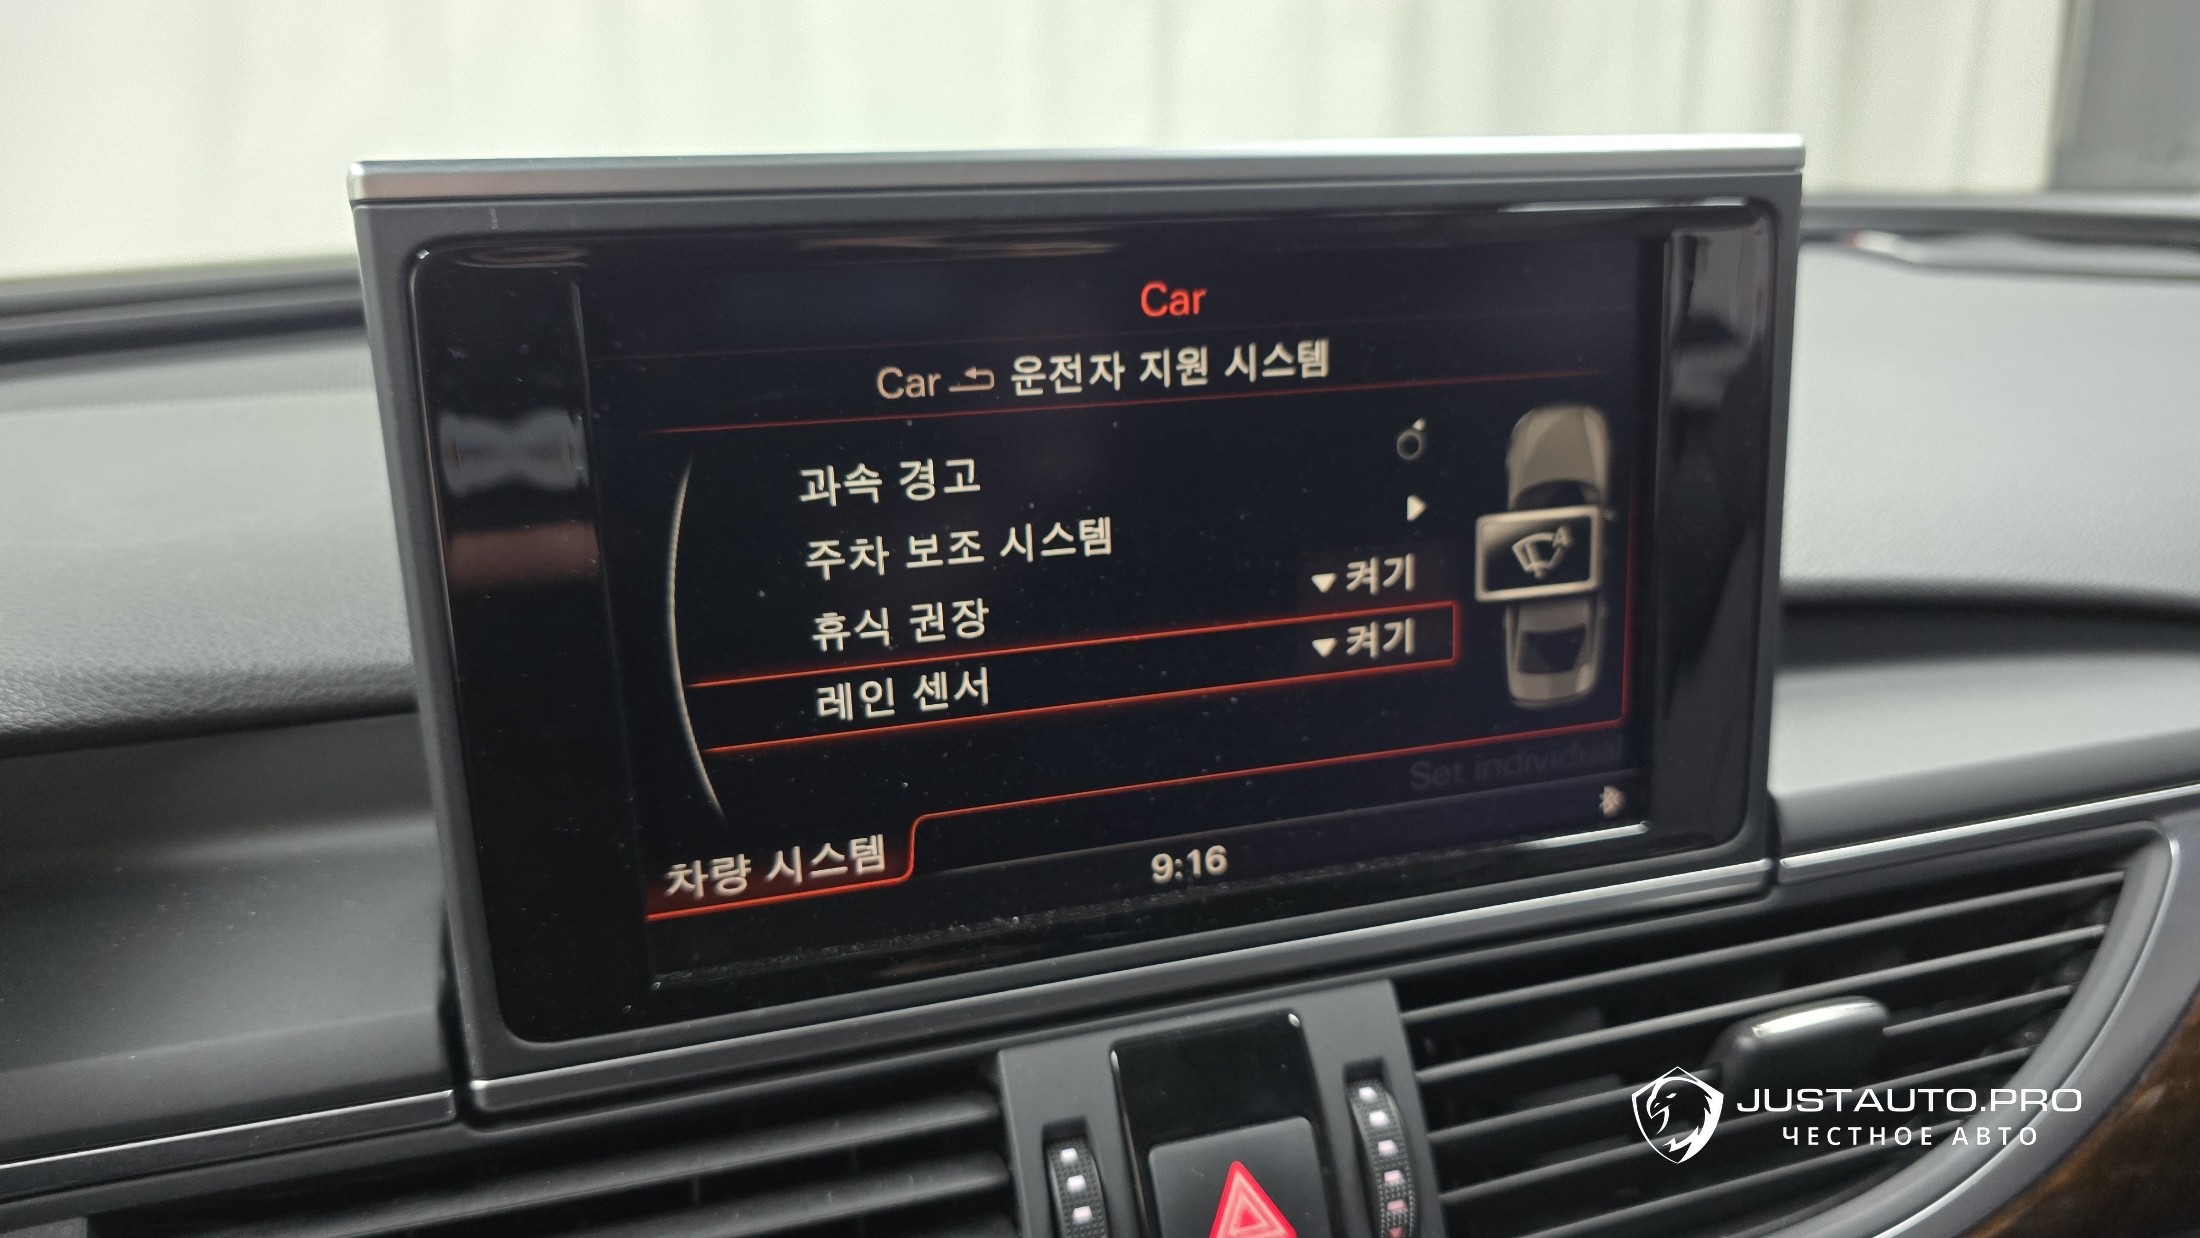 Car
Car 운전자 지원 시스템
과속 경고
주차 보조 시스템
휴식 권장 켜기
레인 센서 켜기
A
Set individual
차량 시스템
9:16
JUSTAUTO.PRO
ЧЕСТНОЕ АВТО